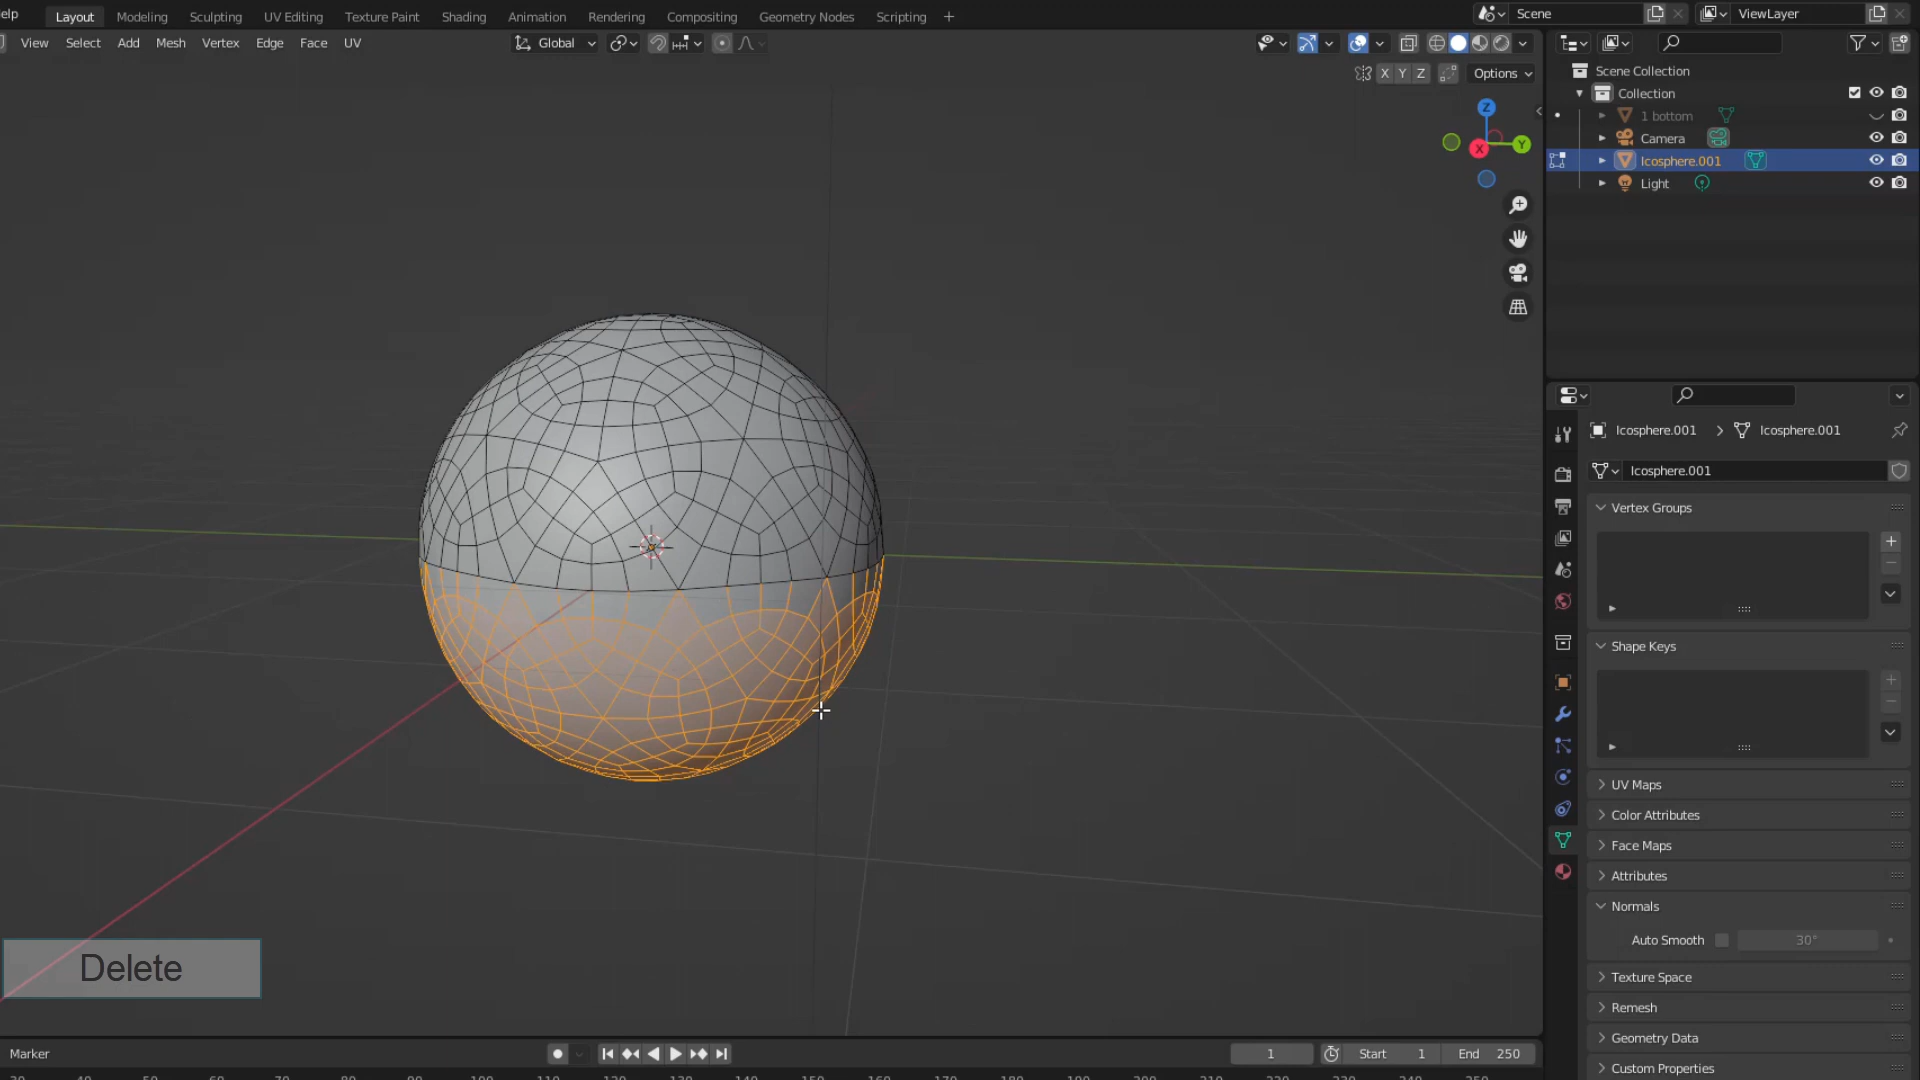 elp Layout Modeling Sculpting UV Editing Texture Paint Shading Animation Rendering Compositing Geometry Nodes Scripting + Scene ViewLayer
View Select Add Mesh Vertex Edge Face UV Global
X Y Z Options
Scene Collection
Collection
1 bottom
Camera
Icosphere.001
Light
Z
Y
X
Icosphere.001 > Icosphere.001
Icosphere.001
Vertex Groups
Shape Keys
UV Maps
Color Attributes
Face Maps
Attributes
Normals
Auto Smooth 30°
Texture Space
Remesh
Geometry Data
Custom Properties
Delete
Marker 1 Start 1 End 250